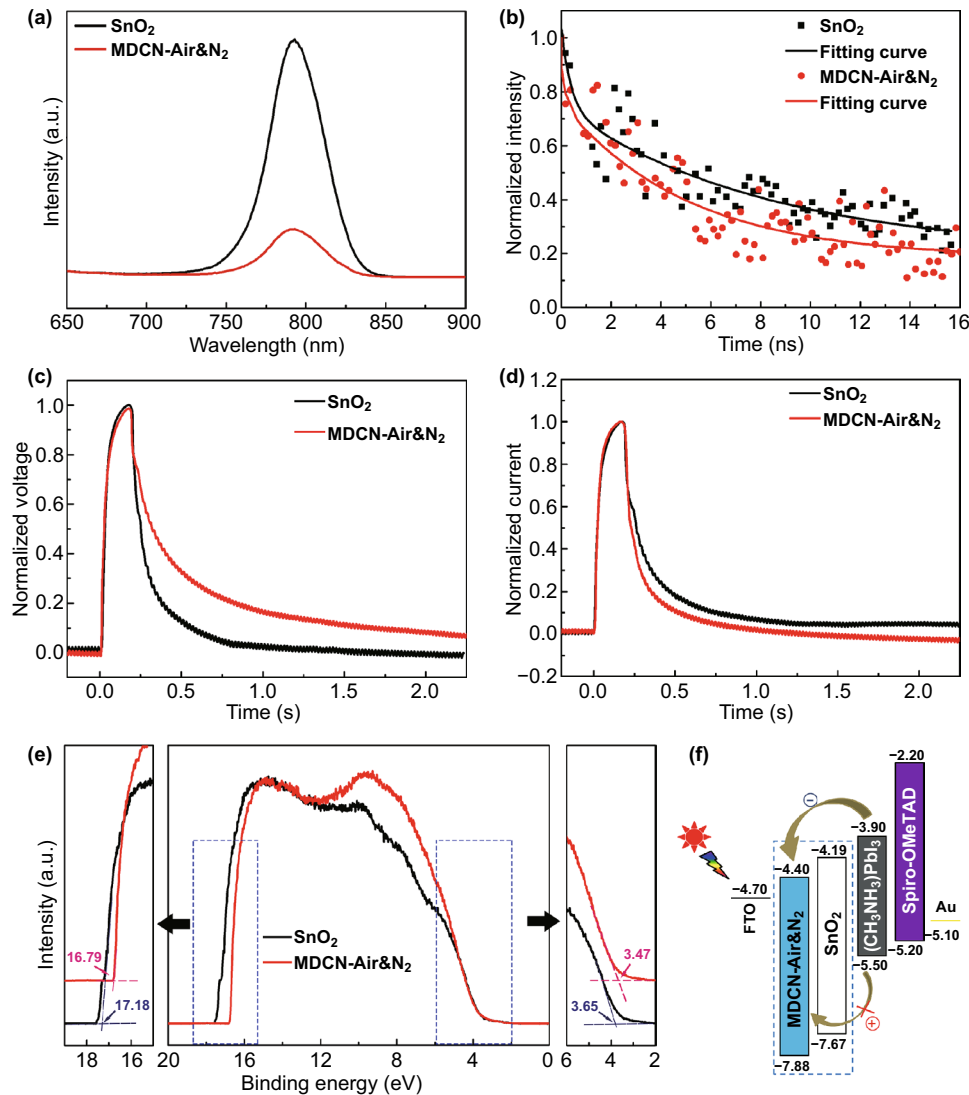 (a)
SnO₂
MDCN-Air&N₂
Intensity (a.u.)
650 700 750 800 850 900
Wavelength (nm)
(b)
SnO₂
Fitting curve
MDCN-Air&N₂
Fitting curve
Normalized intensity
1.0
0.8
0.6
0.4
0.2
0.0
0 2 4 6 8 10 12 14 16
Time (ns)
(c)
SnO₂
MDCN-Air&N₂
Normalized voltage
1.0
0.8
0.6
0.4
0.2
0.0
0.0 0.5 1.0 1.5 2.0
Time (s)
(d)
SnO₂
MDCN-Air&N₂
Normalized current
1.2
1.0
0.8
0.6
0.4
0.2
0.0
−0.2
0.0 0.5 1.0 1.5 2.0
Time (s)
(e)
Intensity (a.u.)
16.79
17.18
18 16
SnO₂
MDCN-Air&N₂
20 16 12 8 4 0
3.47
3.65
6 4 2
Binding energy (eV)
(f)
−2.20
−3.90
−4.19
−4.40
−4.70
FTO
MDCN-Air&N₂
SnO₂
(CH₃NH₃)PbI₃
Spiro-OMeTAD
Au
−5.10
−5.20
−5.50
−7.67
−7.88